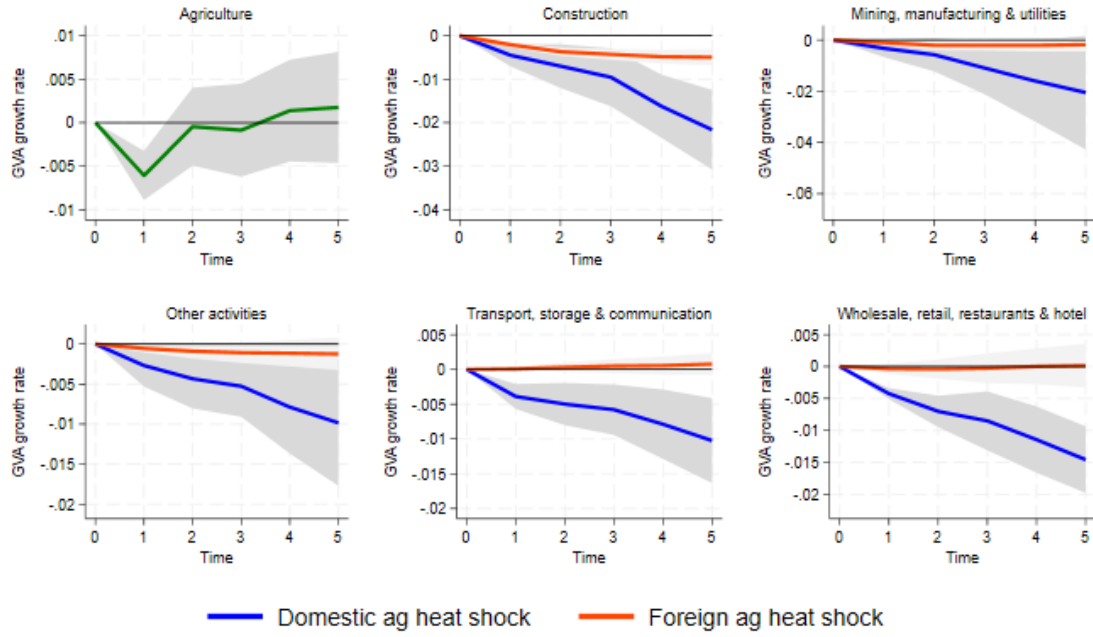 Agriculture
.01
.005
0
-.005
-.01
GVA growth rate
0 1 2 3 4 5
Time
Construction
0
-.01
-.02
-.03
-.04
GVA growth rate
0 1 2 3 4 5
Time
Mining, manufacturing & utilities
0
-.02
-.04
-.06
GVA growth rate
0 1 2 3 4 5
Time
Other activities
0
-.005
-.01
-.015
-.02
GVA growth rate
0 1 2 3 4 5
Time
Transport, storage & communication
.005
0
-.005
-.01
-.015
-.02
GVA growth rate
0 1 2 3 4 5
Time
Wholesale, retail, restaurants & hotel
.005
0
-.005
-.01
-.015
-.02
GVA growth rate
0 1 2 3 4 5
Time
Domestic ag heat shock
Foreign ag heat shock